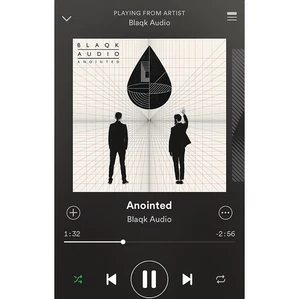 PLAYING FROM ARTIST
Blaqk Audio
BLAQK
AUDIO
ANOINTED
Anointed
Blaqk Audio
1:32
-2:56